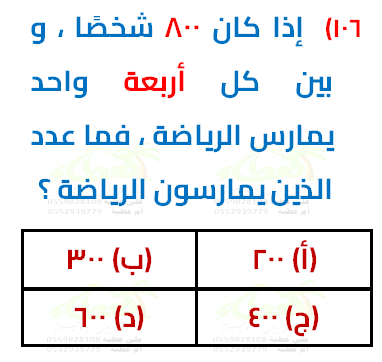 ١٠٦) إذا كان ٨٠٠ شخصًا ، و
بين كل أربعة واحد
يمارس الرياضة ، فما عدد
الذين يمارسون الرياضة ؟
(أ) ٢٠٠
(ب) ٣٠٠
(ج) ٤٠٠
(د) ٦٠٠